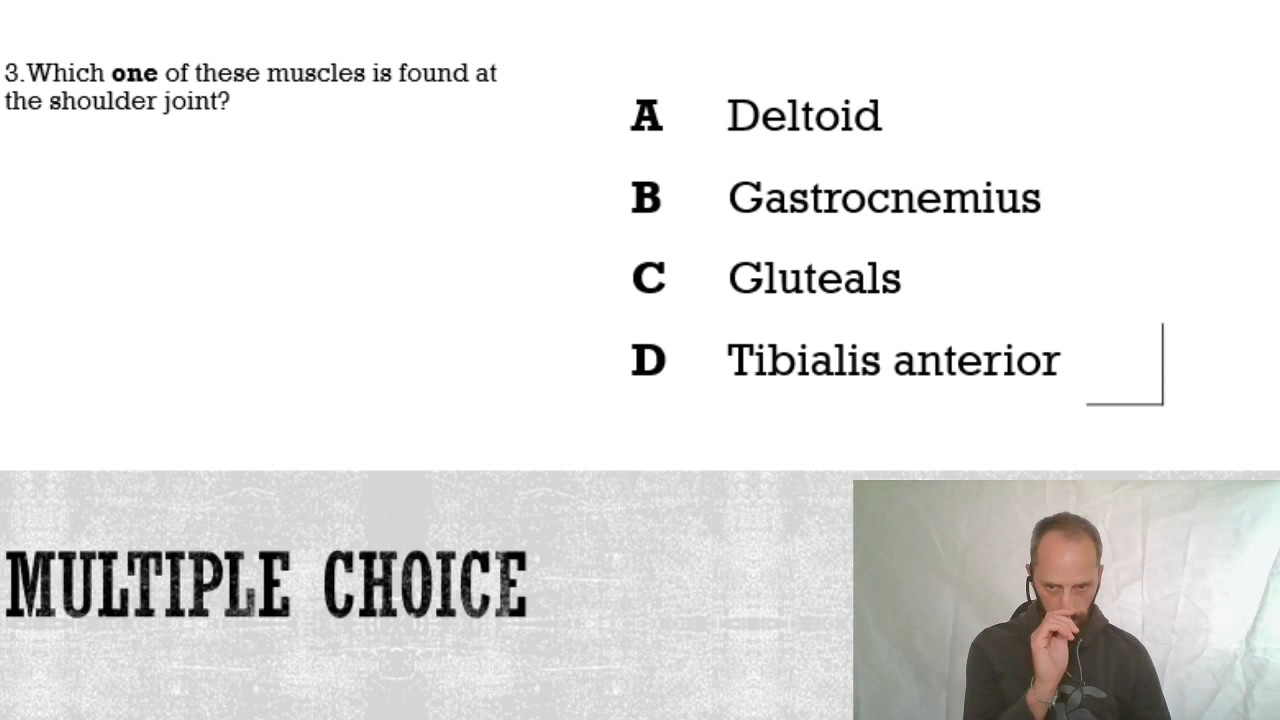 3.Which one of these muscles is found at
the shoulder joint?
A Deltoid
B Gastrocnemius
C Gluteals
D Tibialis anterior
MULTIPLE CHOICE